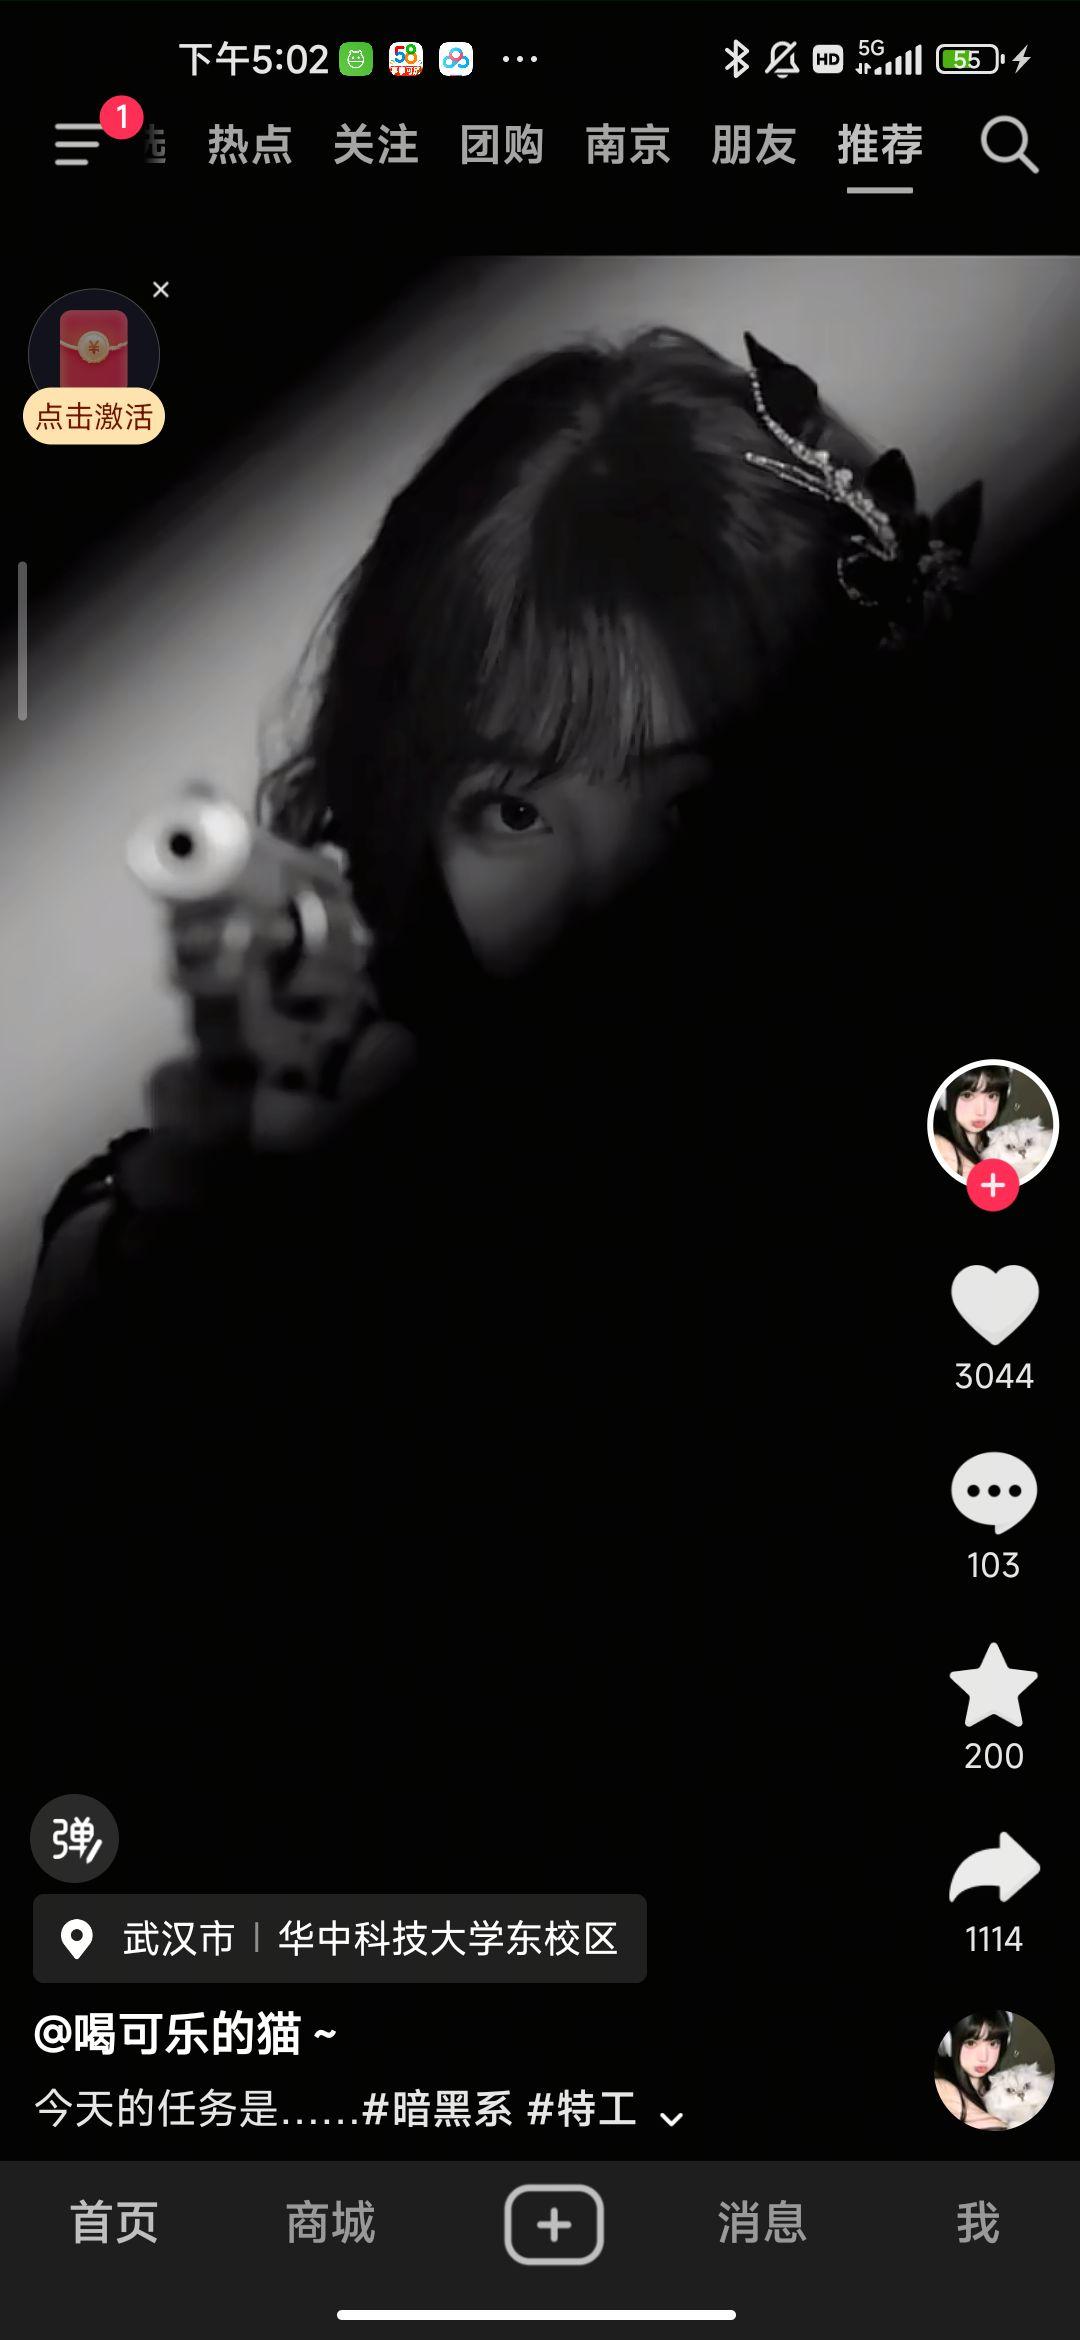 下午5:02 58 ... HD 5G 55
1 热点 关注 团购 南京 朋友 推荐
点击激活
3044
103
200
弹
1114
武汉市 | 华中科技大学东校区
@喝可乐的猫 ~
今天的任务是……#暗黑系 #特工
首页 商城 消息 我